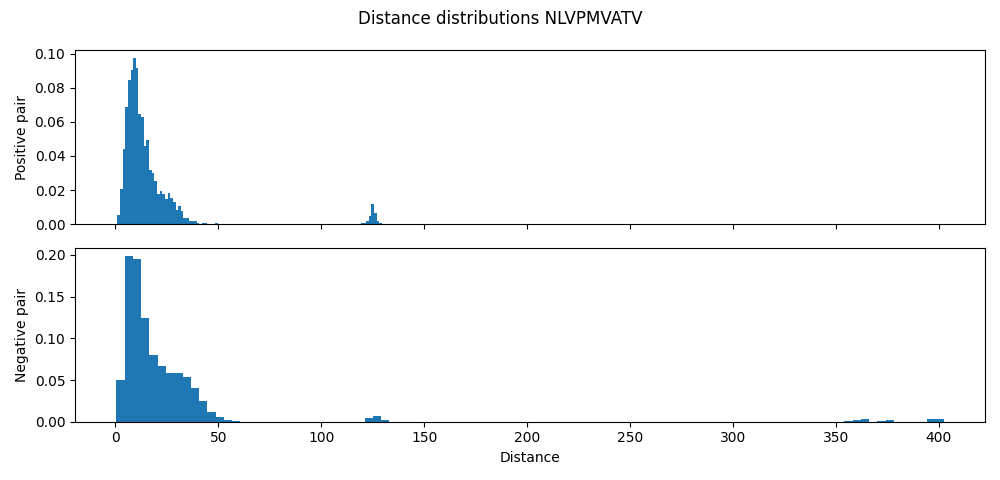 Distance distributions NLVPMVATV
Positive pair
0.10
0.08
0.06
0.04
0.02
0.00
Negative pair
0.20
0.15
0.10
0.05
0.00
0 50 100 150 200 250 300 350 400
Distance